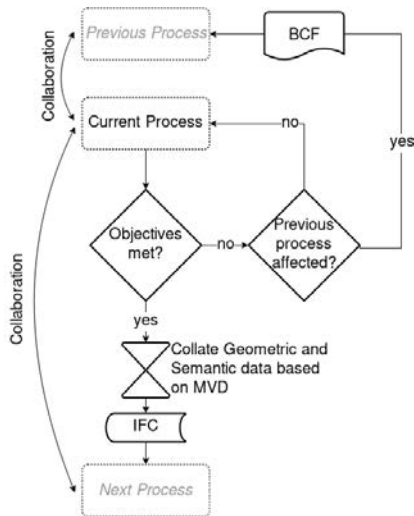 Previous Process
BCF
Collaboration
Current Process
no
yes
Objectives
met?
no
Previous
process
affected?
Collaboration
yes
Collate Geometric and
Semantic data based
on MVD
IFC
Next Process